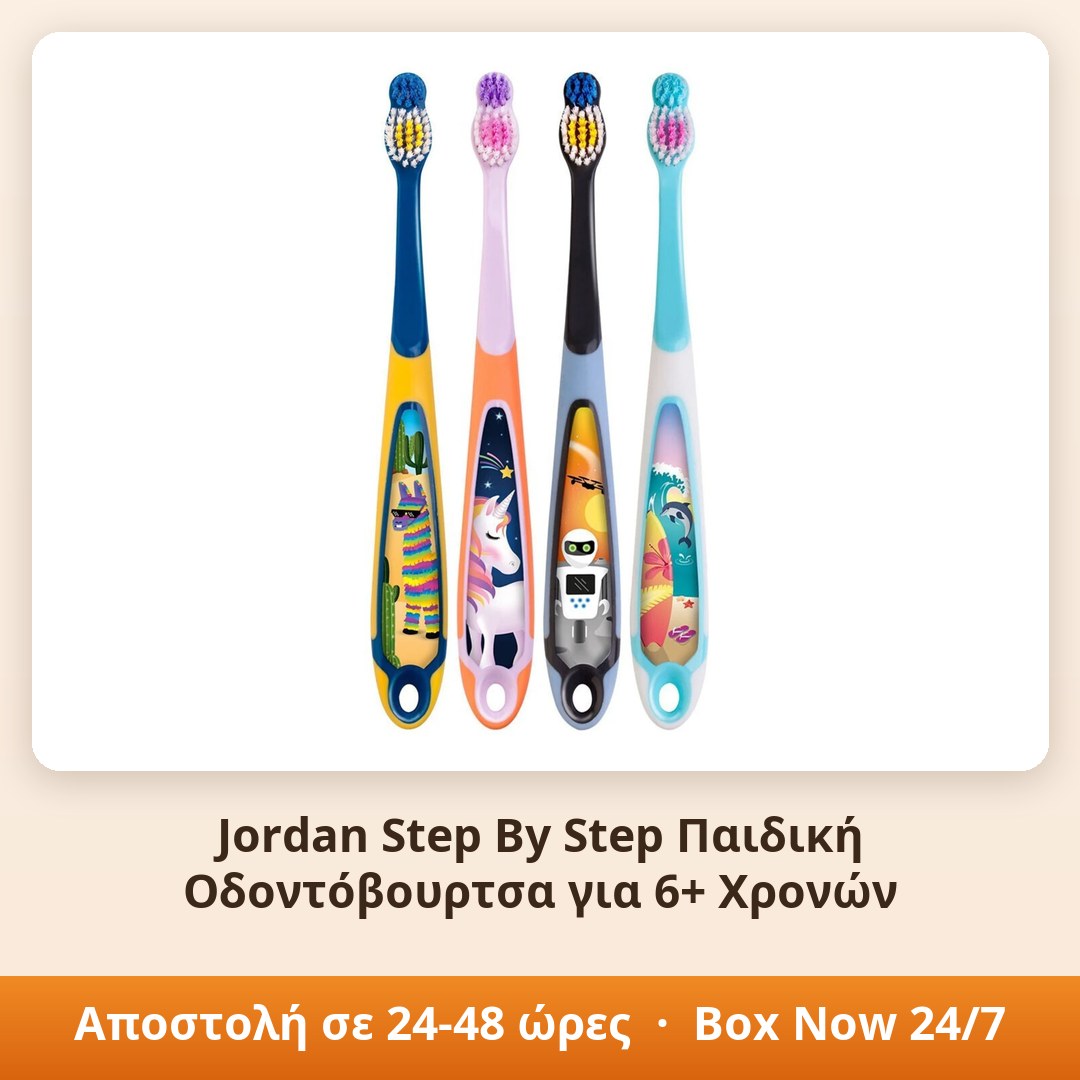 Jordan Step By Step Παιδική
Οδοντόβουρτσα για 6+ Χρονών
Αποστολή σε 24-48 ώρες · Box Now 24/7